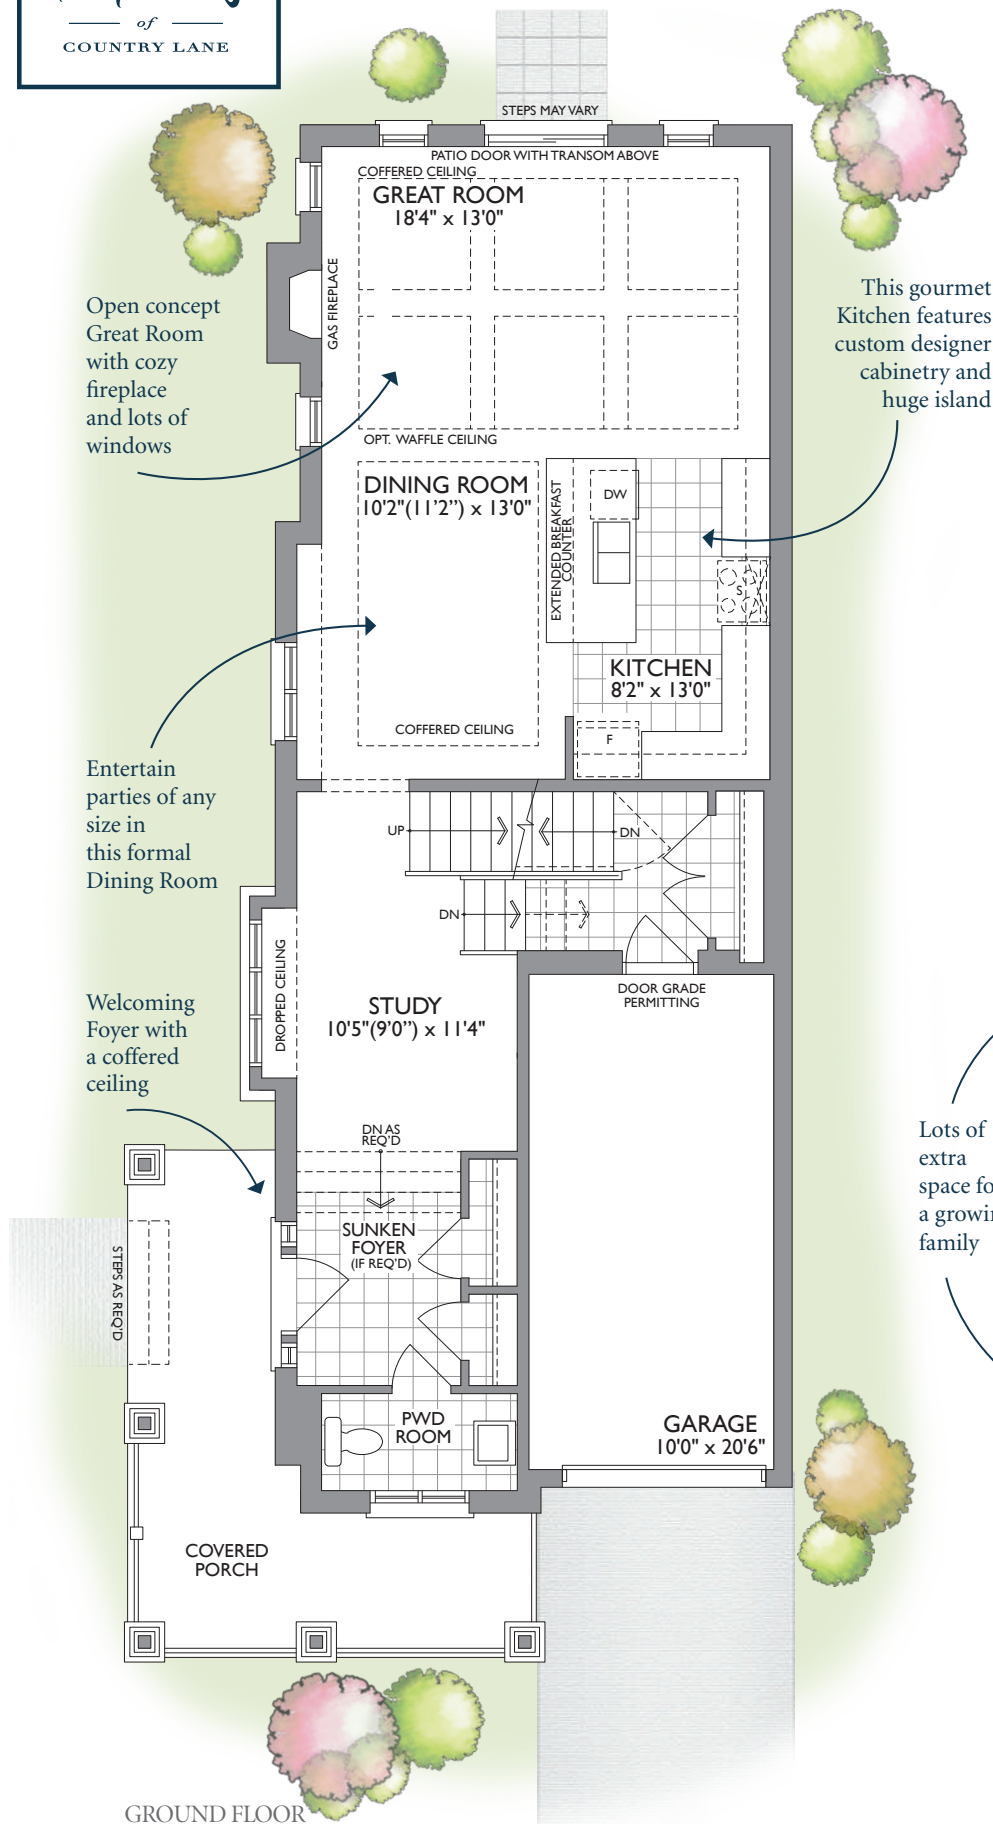 of
COUNTRY LANE
STEPS MAY VARY
PATIO DOOR WITH TRANSOM ABOVE
COFFERED CEILING
GREAT ROOM
18'4" x 13'0"
GAS FIREPLACE
OPT. WAFFLE CEILING
Open concept
Great Room
with cozy
fireplace
and lots of
windows
This gourmet
Kitchen features
custom designer
cabinetry and
huge island
DINING ROOM
10'2"(11'2") x 13'0"
EXTENDED BREAKFAST
COUNTER
DW
S
KITCHEN
8'2" x 13'0"
COFFERED CEILING
F
Entertain
parties of any
size in
this formal
Dining Room
UP
DN
DN
DROPPED CEILING
STUDY
10'5"(9'0") x 11'4"
DOOR GRADE
PERMITTING
Welcoming
Foyer with
a coffered
ceiling
DN AS
REQ'D
SUNKEN
FOYER
(IF REQ'D)
STEPS AS REQ'D
Lots of
extra
space fo
a growin
family
PWD
ROOM
GARAGE
10'0" x 20'6"
COVERED
PORCH
GROUND FLOOR